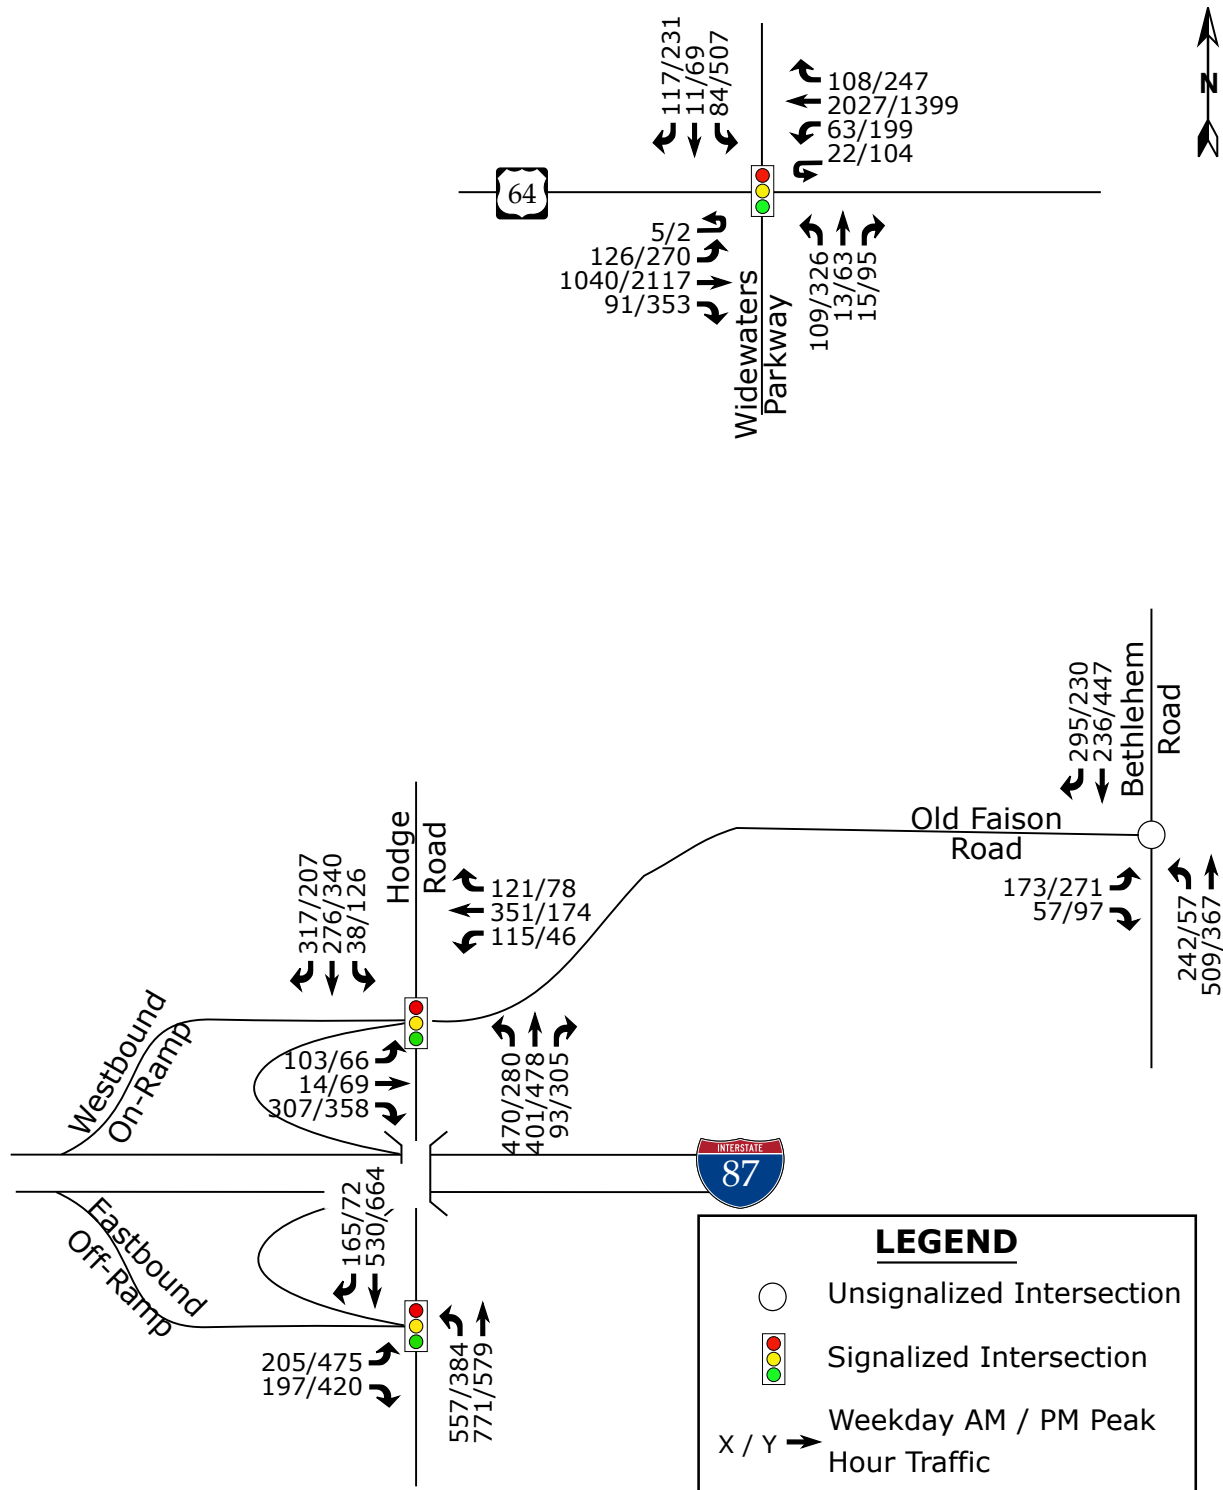 117/231
11/69
84/507
108/247
2027/1399
63/199
22/104
N
64
5/2
126/270
1040/2117
91/353
109/326
13/63
15/95
Widewaters
Parkway
295/230
236/447
Bethlehem
Road
Old Faison
Road
173/271
57/97
242/57
509/367
Hodge
Road
317/207
276/340
38/126
121/78
351/174
115/46
Westbound
On-Ramp
103/66
14/69
307/358
470/280
401/478
93/305
INTERSTATE
87
Eastbound
Off-Ramp
165/72
530/664
205/475
197/420
557/384
771/579
LEGEND
Unsignalized Intersection
Signalized Intersection
X / Y
Weekday AM / PM Peak
Hour Traffic